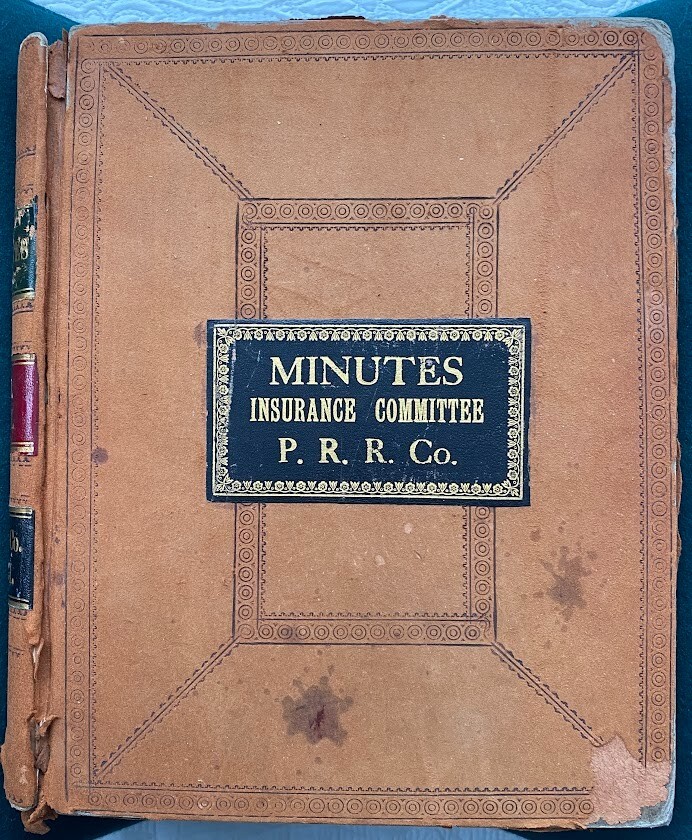 MINUTES
INSURANCE COMMITTEE
P. R. R. Co.